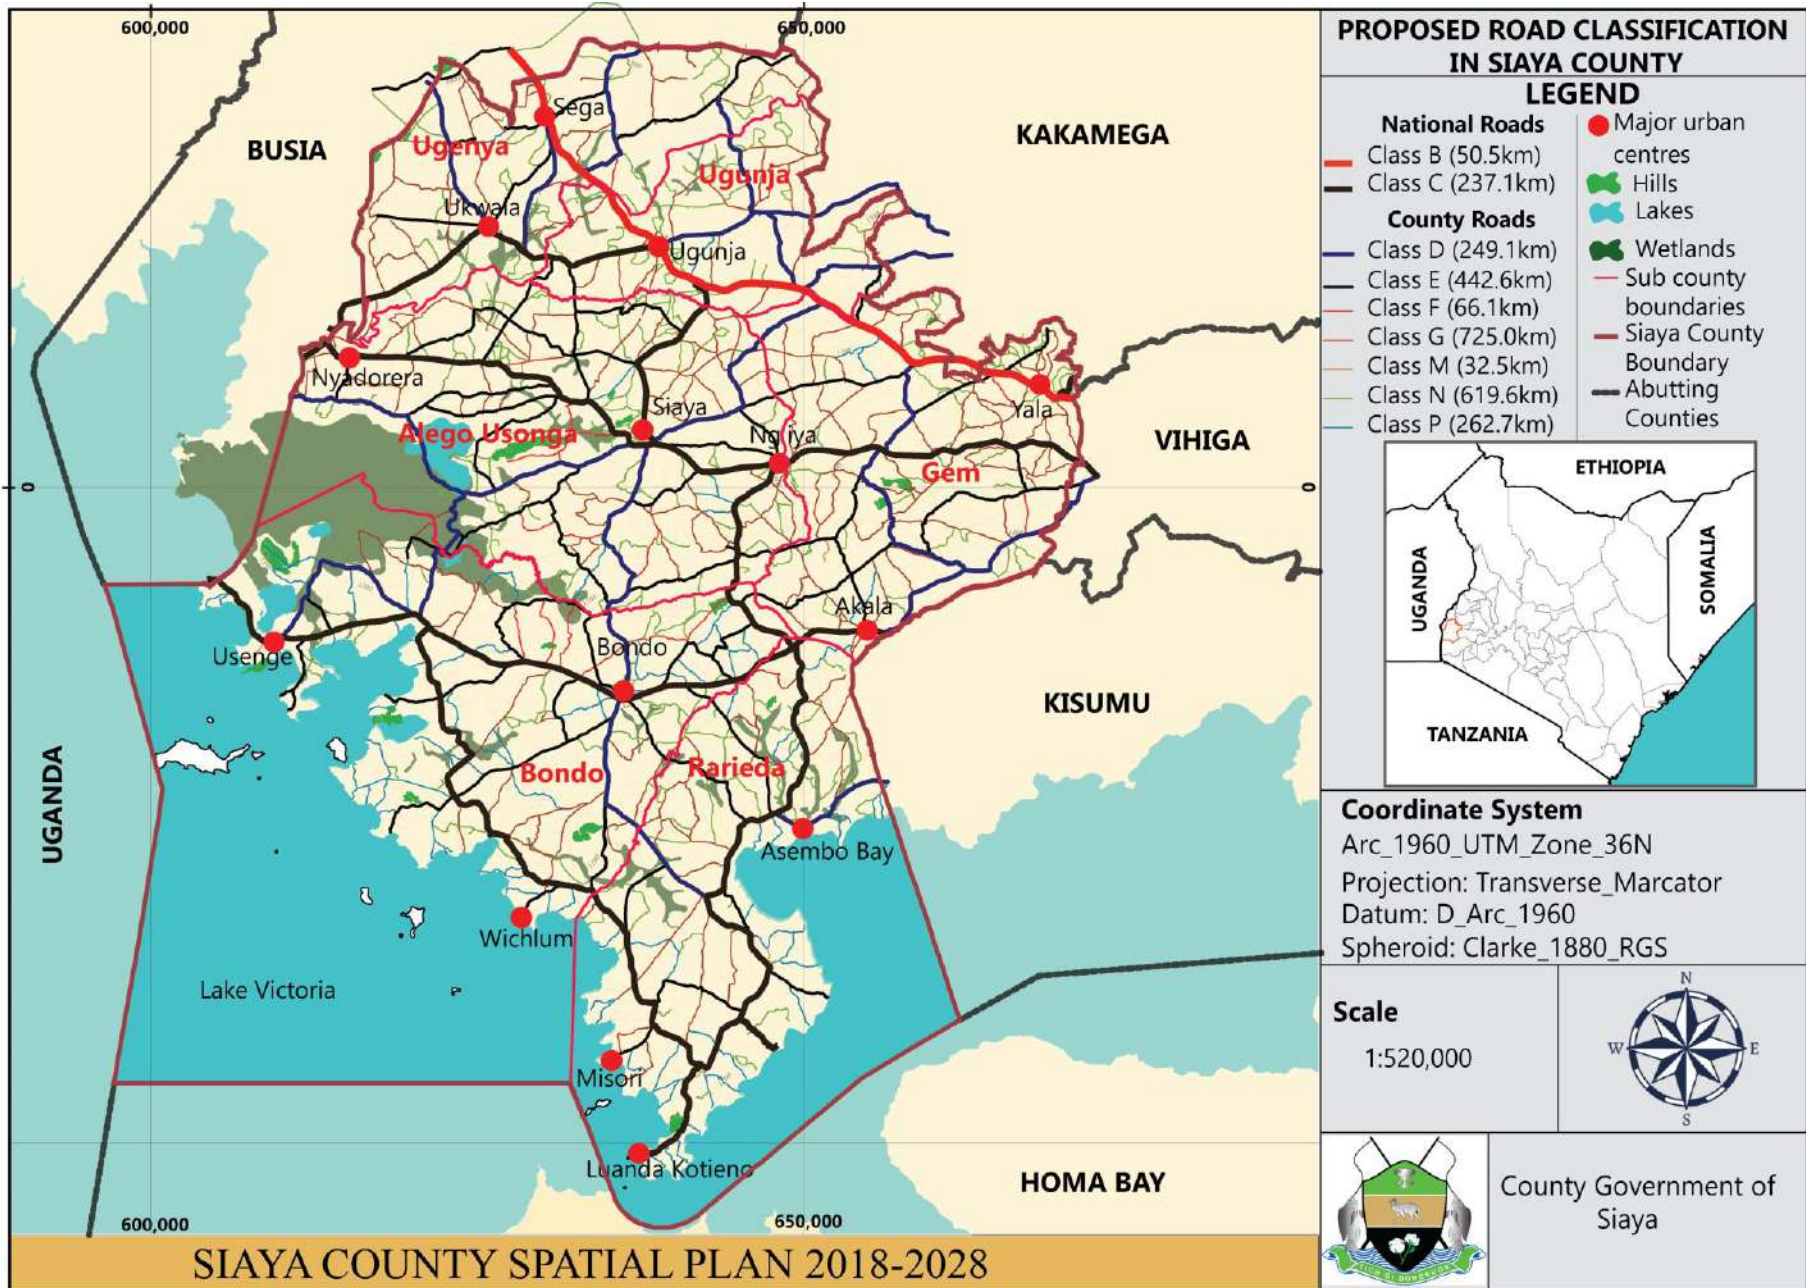 600,000
650,000
BUSIA
KAKAMEGA
Sega
Ugenya
Ugunja
Ukwala
Ugunja
Nyadorera
Siaya
Alego Usonga
Ngiya
Yala
VIHIGA
Gem
0
0
Akala
Usenge
Bondo
KISUMU
UGANDA
Bondo
Rarieda
Asembo Bay
Wichlum
Lake Victoria
Misori
Luanda Kotieno
HOMA BAY
600,000
650,000
SIAYA COUNTY SPATIAL PLAN 2018-2028
PROPOSED ROAD CLASSIFICATION
IN SIAYA COUNTY
LEGEND
National Roads
Class B (50.5km)
Class C (237.1km)
County Roads
Class D (249.1km)
Class E (442.6km)
Class F (66.1km)
Class G (725.0km)
Class M (32.5km)
Class N (619.6km)
Class P (262.7km)
Major urban
centres
Hills
Lakes
Wetlands
Sub county
boundaries
Siaya County
Boundary
Abutting
Counties
ETHIOPIA
UGANDA
SOMALIA
TANZANIA
Coordinate System
Arc_1960_UTM_Zone_36N
Projection: Transverse_Marcator
Datum: D_Arc_1960
Spheroid: Clarke_1880_RGS
Scale
1:520,000
N
W
E
S
County Government of
Siaya